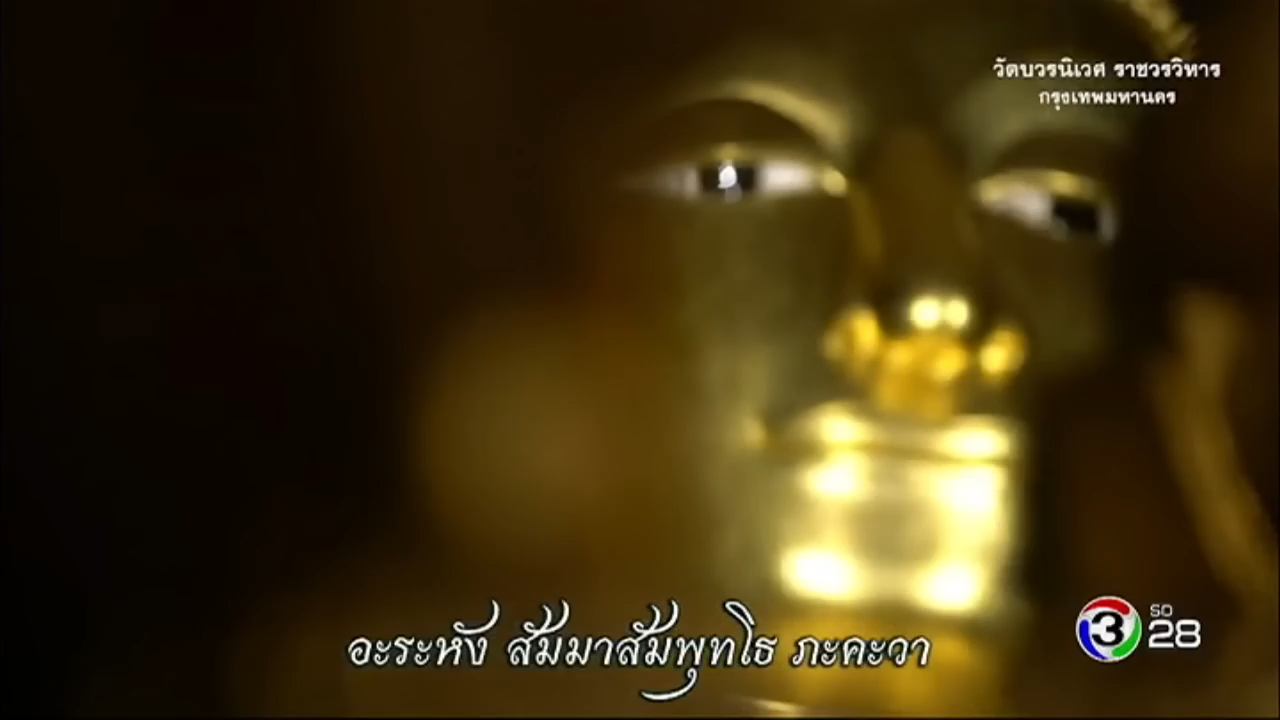 วัดบวรนิเวศ ราชวรวิหาร
กรุงเทพมหานคร
อะระหัง สัมมาสัมพุทโธ ภะคะวา
3 SD 28